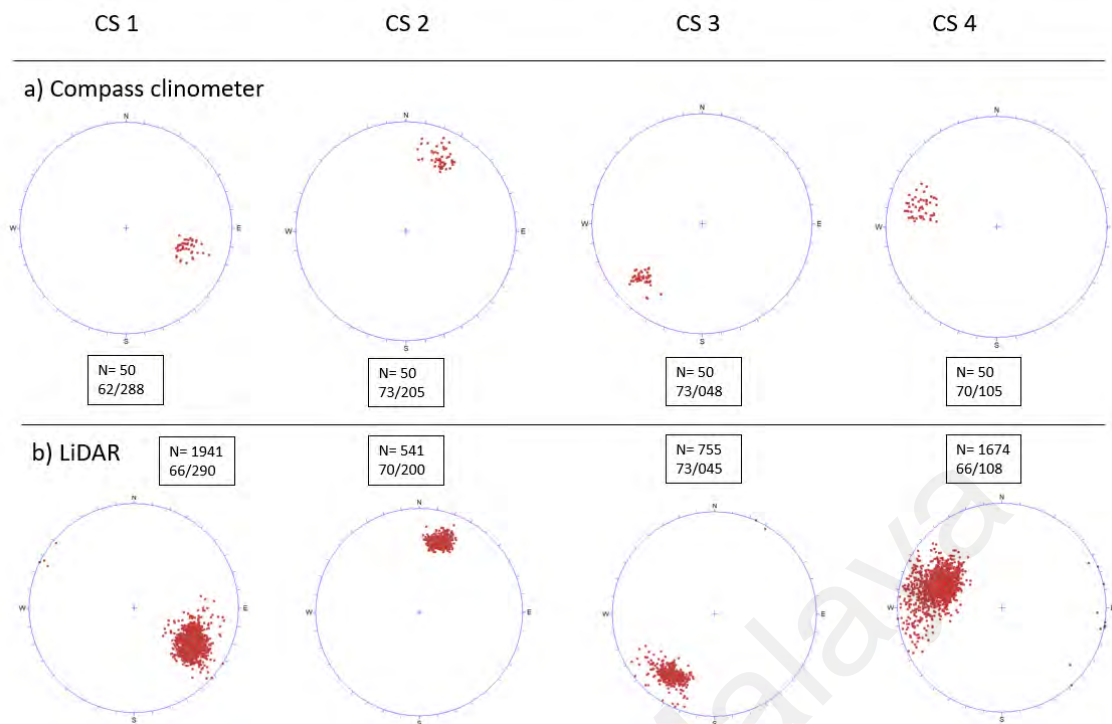 CS 1 CS 2 CS 3 CS 4
a) Compass clinometer
N N N N
W E W E W E W
S S S S
N= 50
62/288
N= 50
73/205
N= 50
73/048
N= 50
70/105
b) LiDAR
N= 1941
66/290
N= 541
70/200
N= 755
73/045
N= 1674
66/108
N N N N
W E W E W E W E
S S S S
alaya